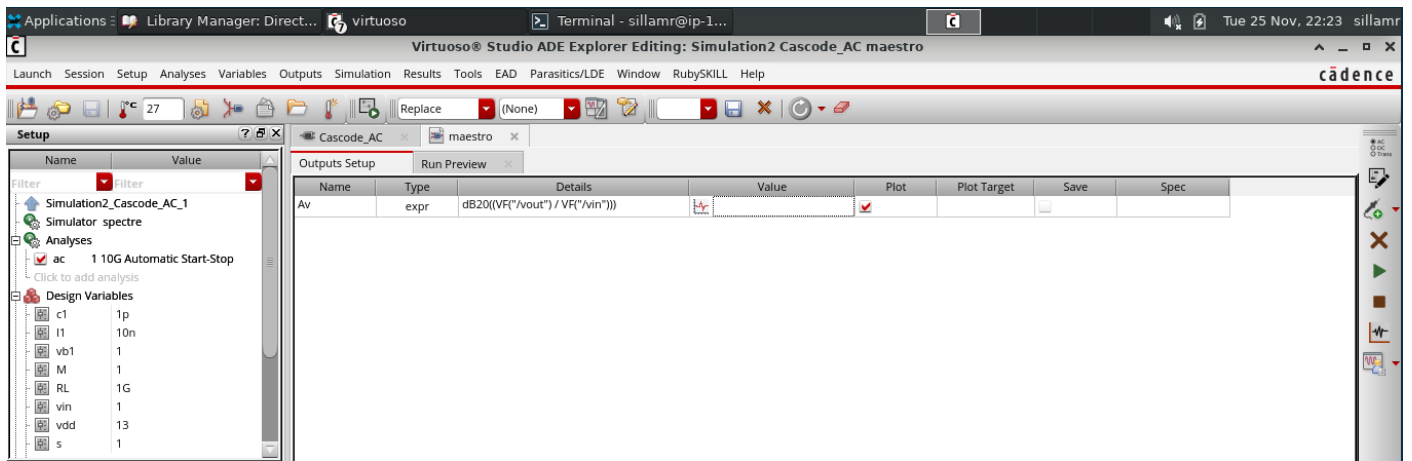 Applications Library Manager: Direct... virtuoso Terminal - sillamr@ip-1... Tue 25 Nov, 22:23 sillamr
Virtuoso® Studio ADE Explorer Editing: Simulation2 Cascode_AC maestro
Launch Session Setup Analyses Variables Outputs Simulation Results Tools EAD Parasitics/LDE Window RubySKILL Help cādence
27 Replace (None)
Setup Cascode_AC maestro
Name Value Outputs Setup Run Preview
Filter Filter Name Type Details Value Plot Plot Target Save Spec
Simulation2_Cascode_AC_1 Av expr dB20((VF("/vout") / VF("/vin")))
Simulator spectre
Analyses
ac 1 10G Automatic Start-Stop
Click to add analysis
Design Variables
c1 1p
l1 10n
vb1 1
M 1
RL 1G
vin 1
vdd 13
s 1
AC
DC
Trans